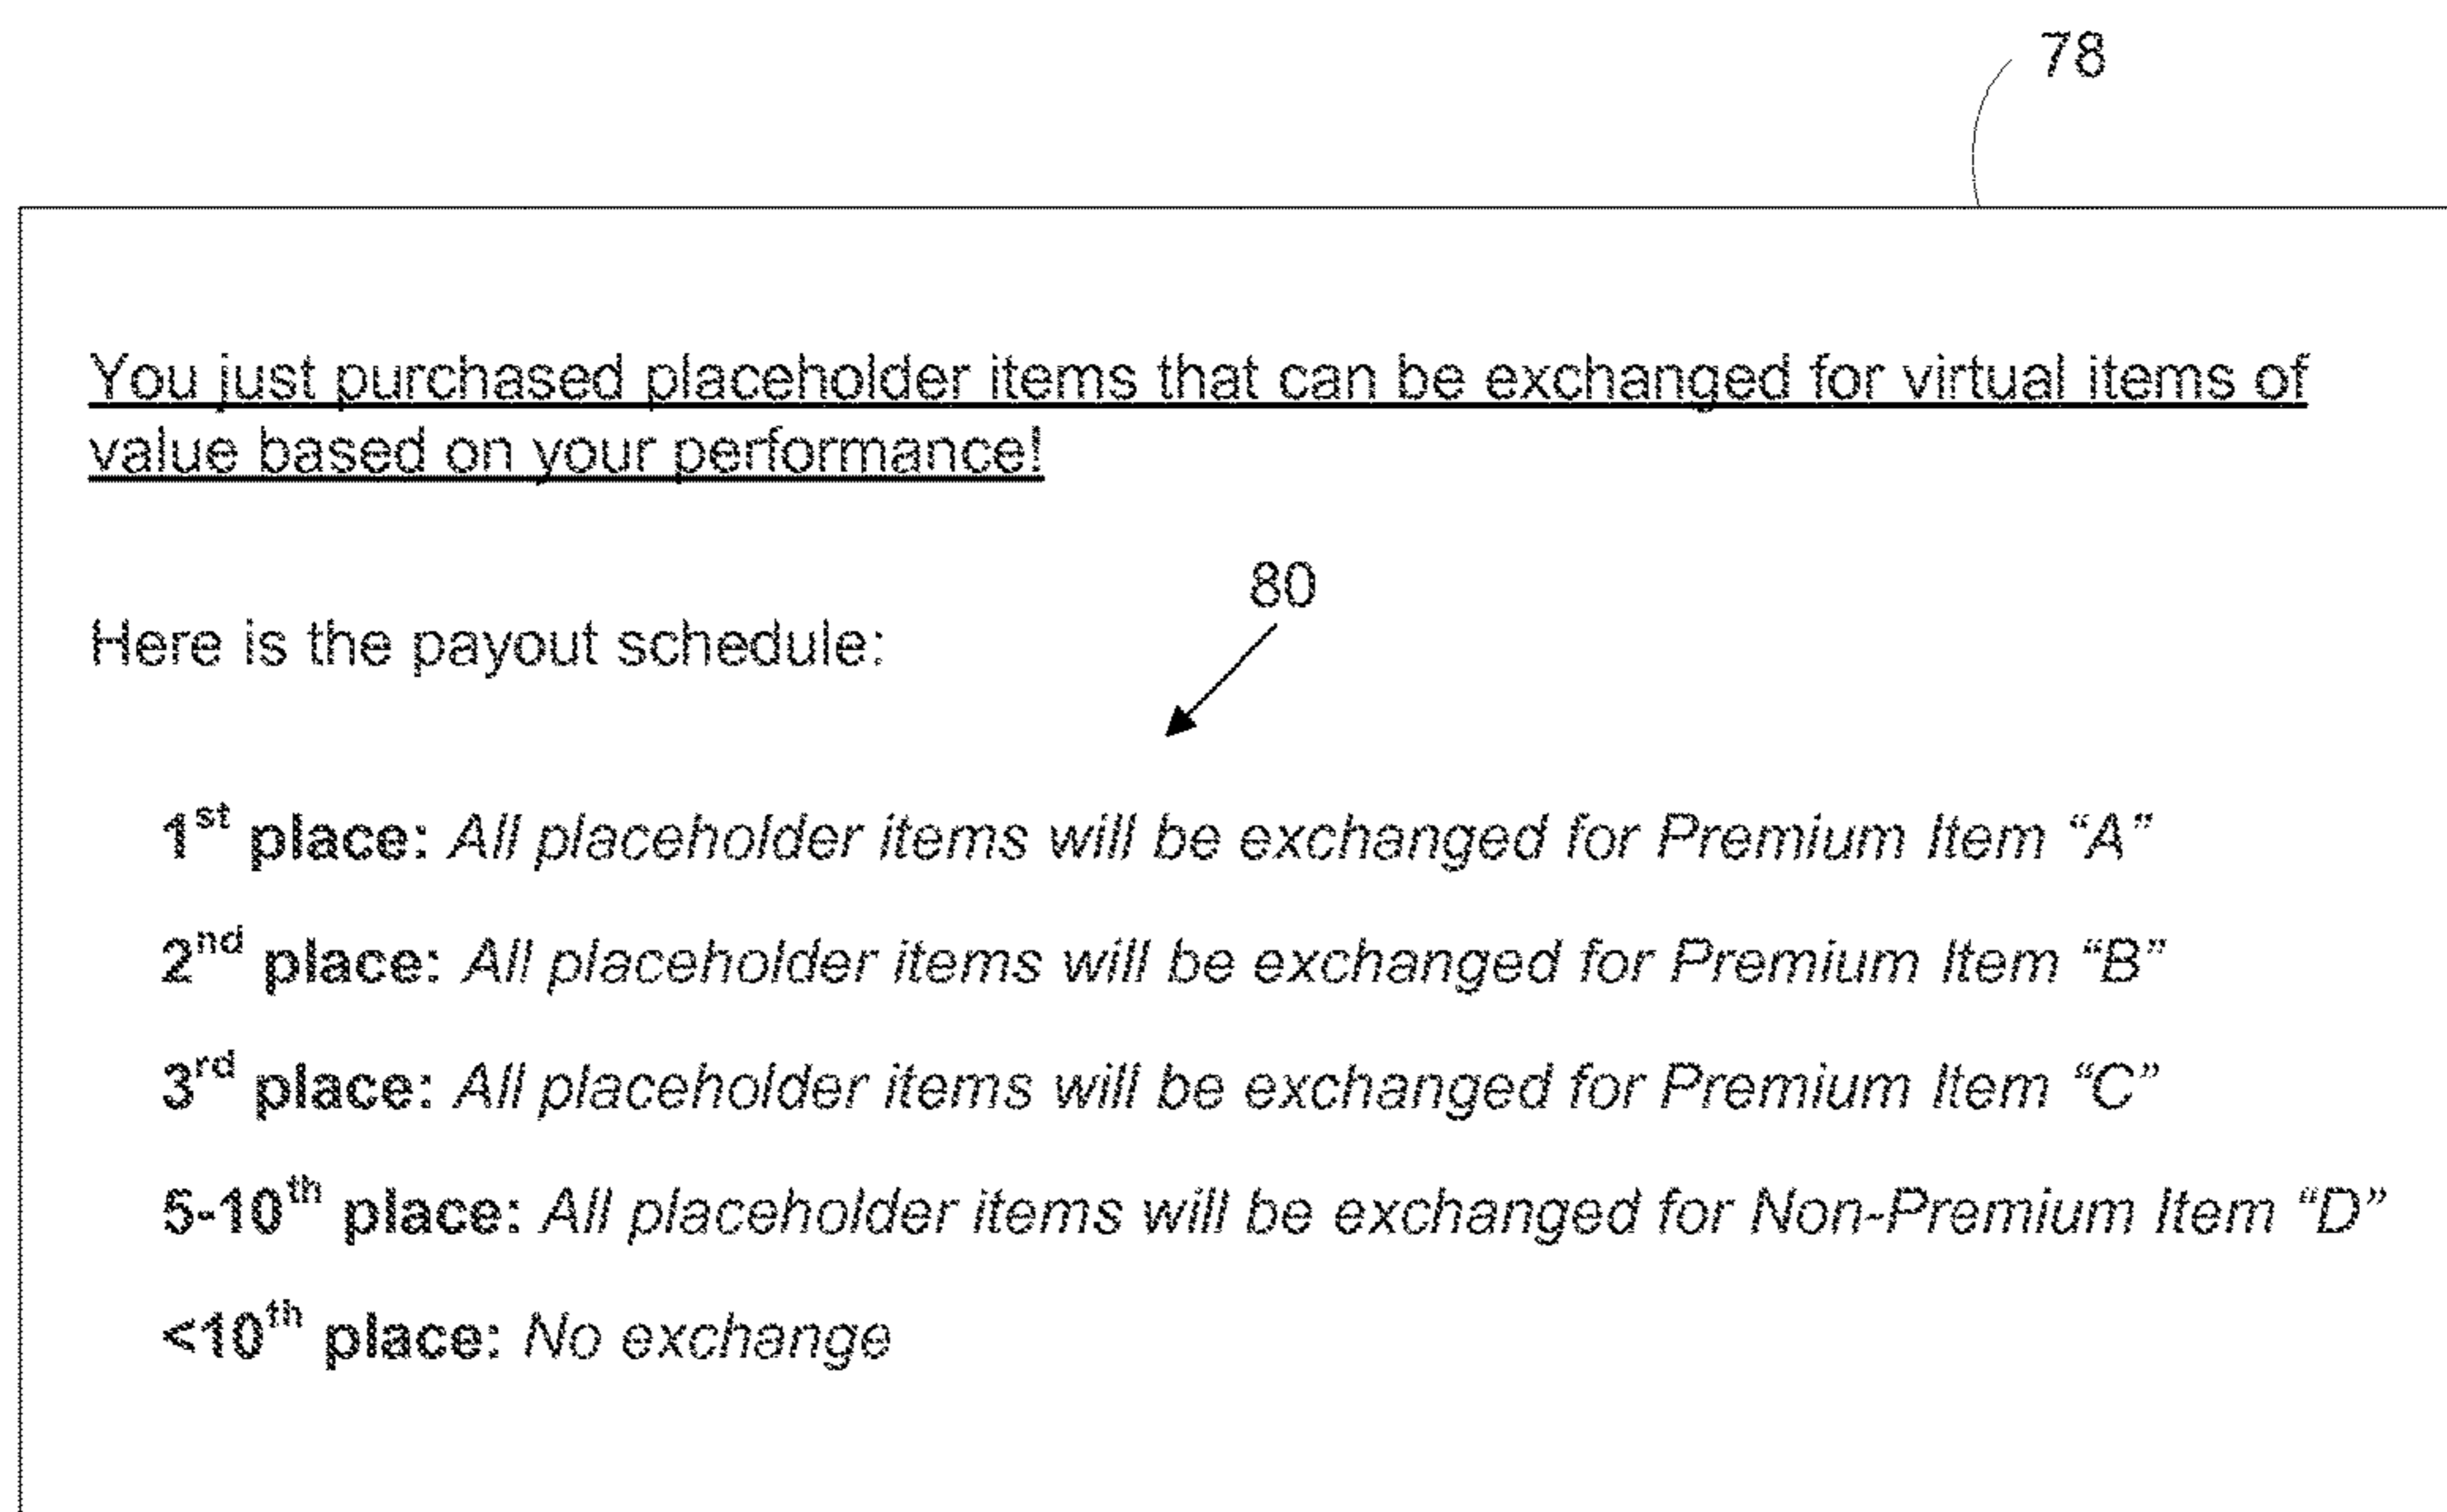 78
You just purchased placeholder items that can be exchanged for virtual items of
value based on your performance!
80
Here is the payout schedule:
1st place: All placeholder items will be exchanged for Premium Item “A”
2nd place: All placeholder items will be exchanged for Premium Item “B”
3rd place: All placeholder items will be exchanged for Premium Item “C”
5-10th place: All placeholder items will be exchanged for Non-Premium Item “D”
<10th place: No exchange